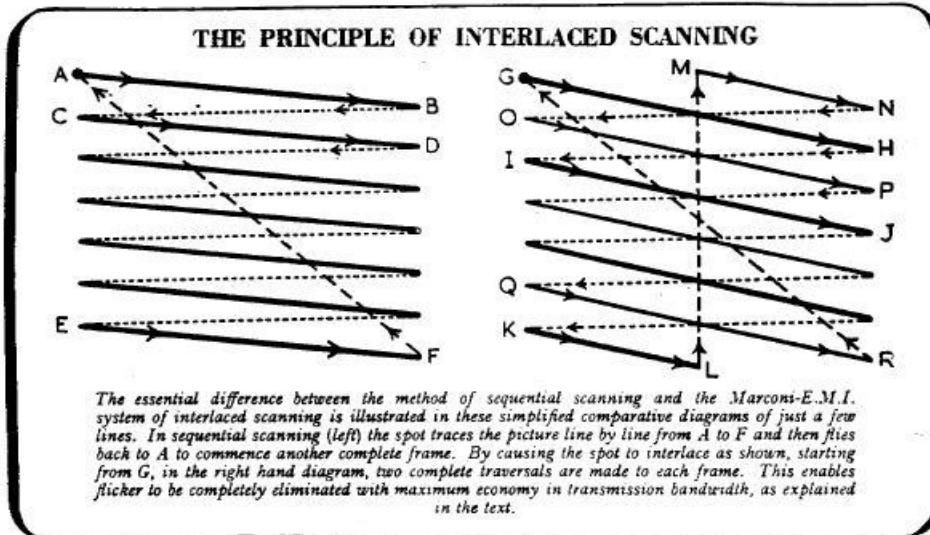 THE PRINCIPLE OF INTERLACED SCANNING
A
B
C
D
E
F
G
M
N
O
H
I
P
J
Q
K
L
R
The essential difference between the method of sequential scanning and the Marconi-E.M.I.
system of interlaced scanning is illustrated in these simplified comparative diagrams of just a few
lines. In sequential scanning (left) the spot traces the picture line by line from A to F and then flies
back to A to commence another complete frame. By causing the spot to interlace as shown, starting
from G, in the right hand diagram, two complete traversals are made to each frame. This enables
flicker to be completely eliminated with maximum economy in transmission bandwidth, as explained
in the text.